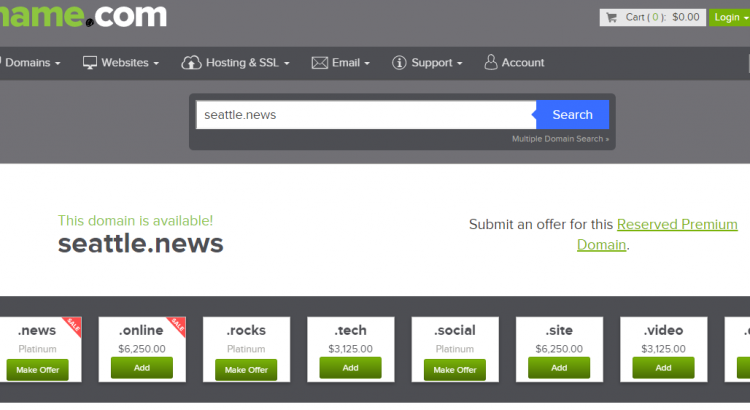 name.com
Cart ( 0 ): $0.00
Login
Domains Websites Hosting & SSL Email Support Account
seattle.news Search
Multiple Domain Search »
This domain is available!
seattle.news
Submit an offer for this Reserved Premium
Domain.
SALE SALE
.news .online .rocks .tech .social .site .video
Platinum $6,250.00 Platinum $3,125.00 Platinum $6,250.00 $3,125.00
Make Offer Add Make Offer Add Make Offer Add Add